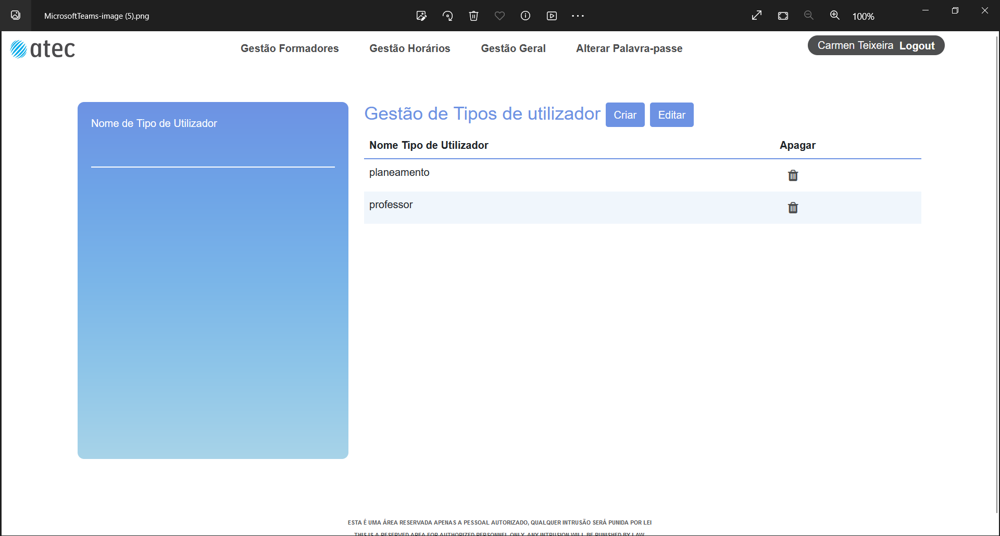 MicrosoftTeams-image (5).png
100%
atec
Gestão Formadores
Gestão Horários
Gestão Geral
Alterar Palavra-passe
Carmen Teixeira Logout
Nome de Tipo de Utilizador
Gestão de Tipos de utilizador
Criar
Editar
Nome Tipo de Utilizador
Apagar
planeamento
professor
ESTA É UMA ÁREA RESERVADA APENAS A PESSOAL AUTORIZADO, QUALQUER INTRUSÃO SERÁ PUNIDA POR LEI
THIS IS A RESERVED AREA FOR AUTHORIZED PERSONNEL ONLY, ANY INTRUSION WILL BE PUNISHED BY LAW